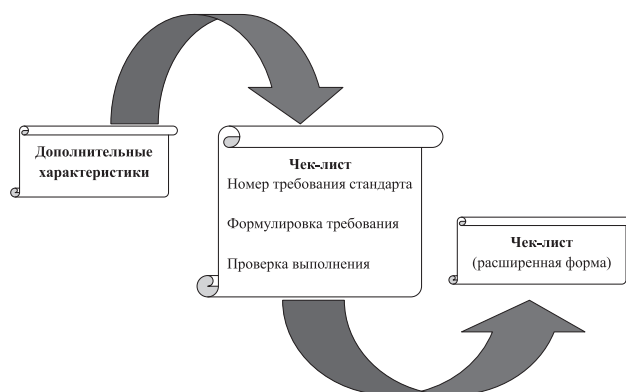 Дополнительные
характеристики
Чек-лист
Номер требования стандарта
Формулировка требования
Проверка выполнения
Чек-лист
(расширенная форма)